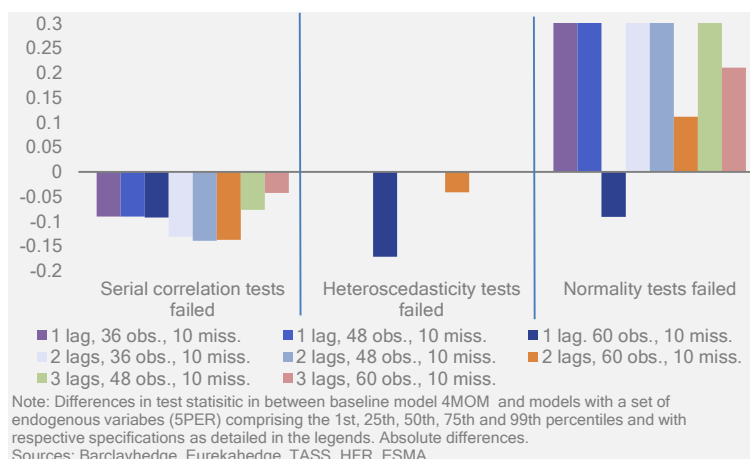 0.3
0.25
0.2
0.15
0.1
0.05
0
-0.05
-0.1
-0.15
-0.2
Serial correlation tests
failed
Heteroscedasticity tests
failed
Normality tests failed
1 lag, 36 obs., 10 miss.
1 lag, 48 obs., 10 miss.
1 lag. 60 obs., 10 miss.
2 lags, 36 obs., 10 miss.
2 lags, 48 obs., 10 miss.
2 lags, 60 obs., 10 miss.
3 lags, 48 obs., 10 miss.
3 lags, 60 obs., 10 miss.
Note: Differences in test statisitic in between baseline model 4MOM and models with a set of
endogenous variabes (5PER) comprising the 1st, 25th, 50th, 75th and 99th percentiles and with
respective specifications as detailed in the legends. Absolute differences.
Sources: Barclayhedge, Eurekahedge, TASS, HFR, ESMA